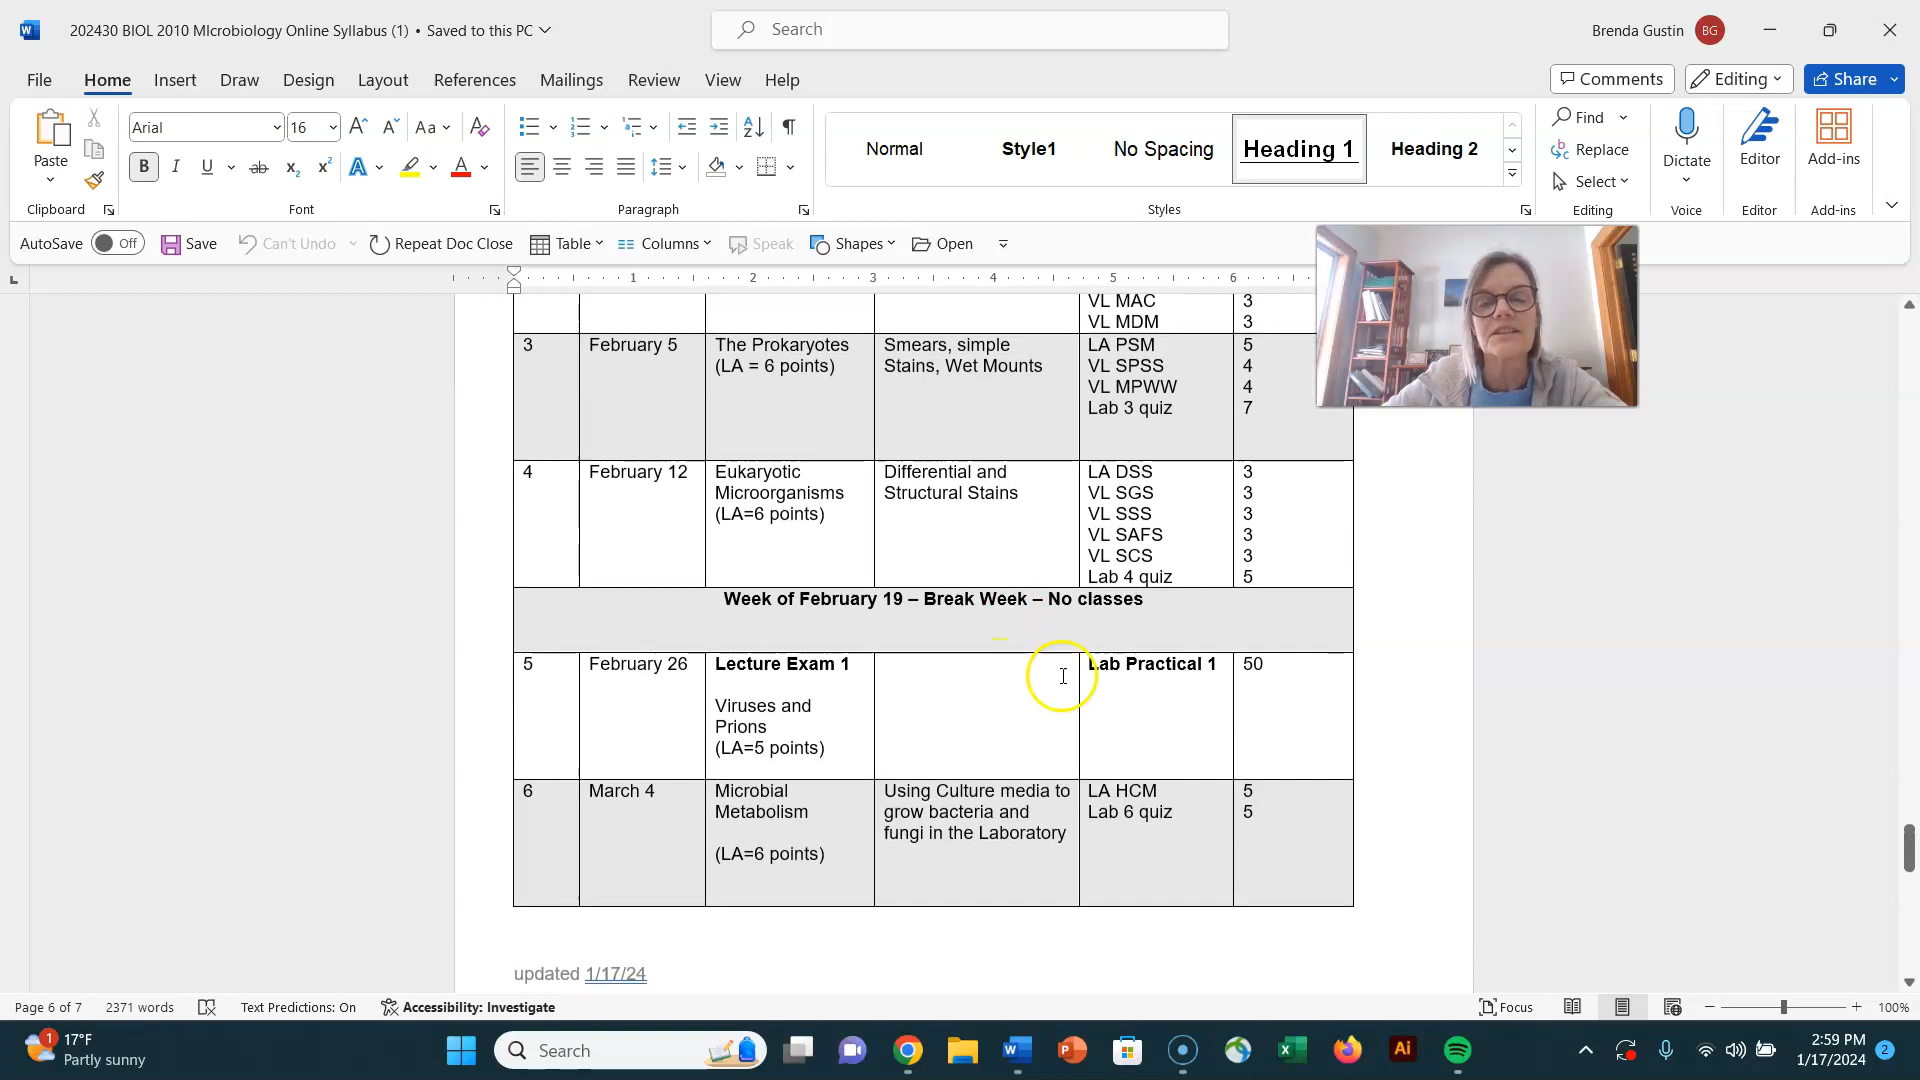 202430 BIOL 2010 MIcrobiology Online Syllabus (1) • Saved to this PC
Search
Brenda Gustin
BG
File
Home
Insert
Draw
Design
Layout
References
Mailings
Review
View
Help
Comments
Editing
Share
Paste
Clipboard
Arial
16
Font
Paragraph
Normal
Style1
No Spacing
Heading 1
Heading 2
Styles
Find
Replace
Select
Editing
Dictate
Voice
Editor
Editor
Add-ins
Add-ins
AutoSave
Off
Save
Can't Undo
Repeat Doc Close
Table
Columns
Speak
Shapes
Open
1 2 3 4 5 6
VL MAC 3
VL MDM 3
3 February 5 The Prokaryotes Smears, simple LA PSM 5
(LA = 6 points) Stains, Wet Mounts VL SPSS 4
VL MPWW 4
Lab 3 quiz 7
4 February 12 Eukaryotic Differential and LA DSS 3
Microorganisms Structural Stains VL SGS 3
(LA=6 points) VL SSS 3
VL SAFS 3
VL SCS 3
Lab 4 quiz 5
Week of February 19 – Break Week – No classes
5 February 26 Lecture Exam 1 Lab Practical 1 50
Viruses and
Prions
(LA=5 points)
6 March 4 Microbial Using Culture media to LA HCM 5
Metabolism grow bacteria and Lab 6 quiz 5
fungi in the Laboratory
(LA=6 points)
updated 1/17/24
Page 6 of 7
2371 words
Text Predictions: On
Accessibility: Investigate
Focus
100%
1
17°F
Partly sunny
Search
2:59 PM
1/17/2024
2